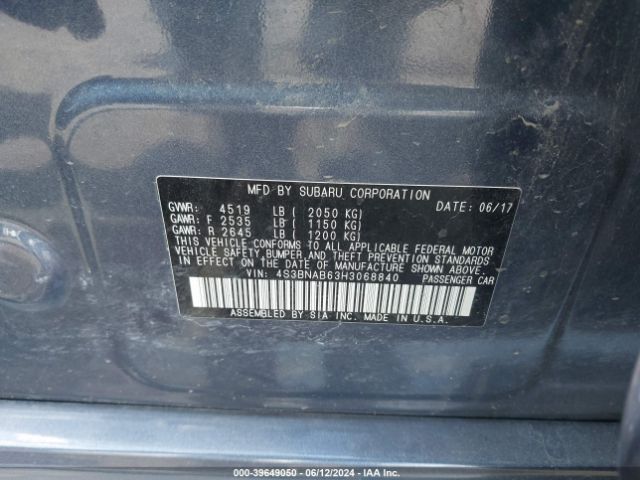 MFD BY SUBARU CORPORATION
GVWR: 4519 LB ( 2050 KG) DATE: 06/17
GAWR: F 2535 LB ( 1150 KG)
GAWR: R 2645 LB ( 1200 KG)
THIS VEHICLE CONFORMS TO ALL APPLICABLE FEDERAL MOTOR
VEHICLE SAFETY, BUMPER, AND THEFT PREVENTION STANDARDS
IN EFFECT ON THE DATE OF MANUFACTURE SHOWN ABOVE.
VIN: 4S3BNAB63H3068840 PASSENGER CAR
ASSEMBLED BY SIA INC. MADE IN U.S.A.
000-39649050 - 06/12/2024 - IAA Inc.